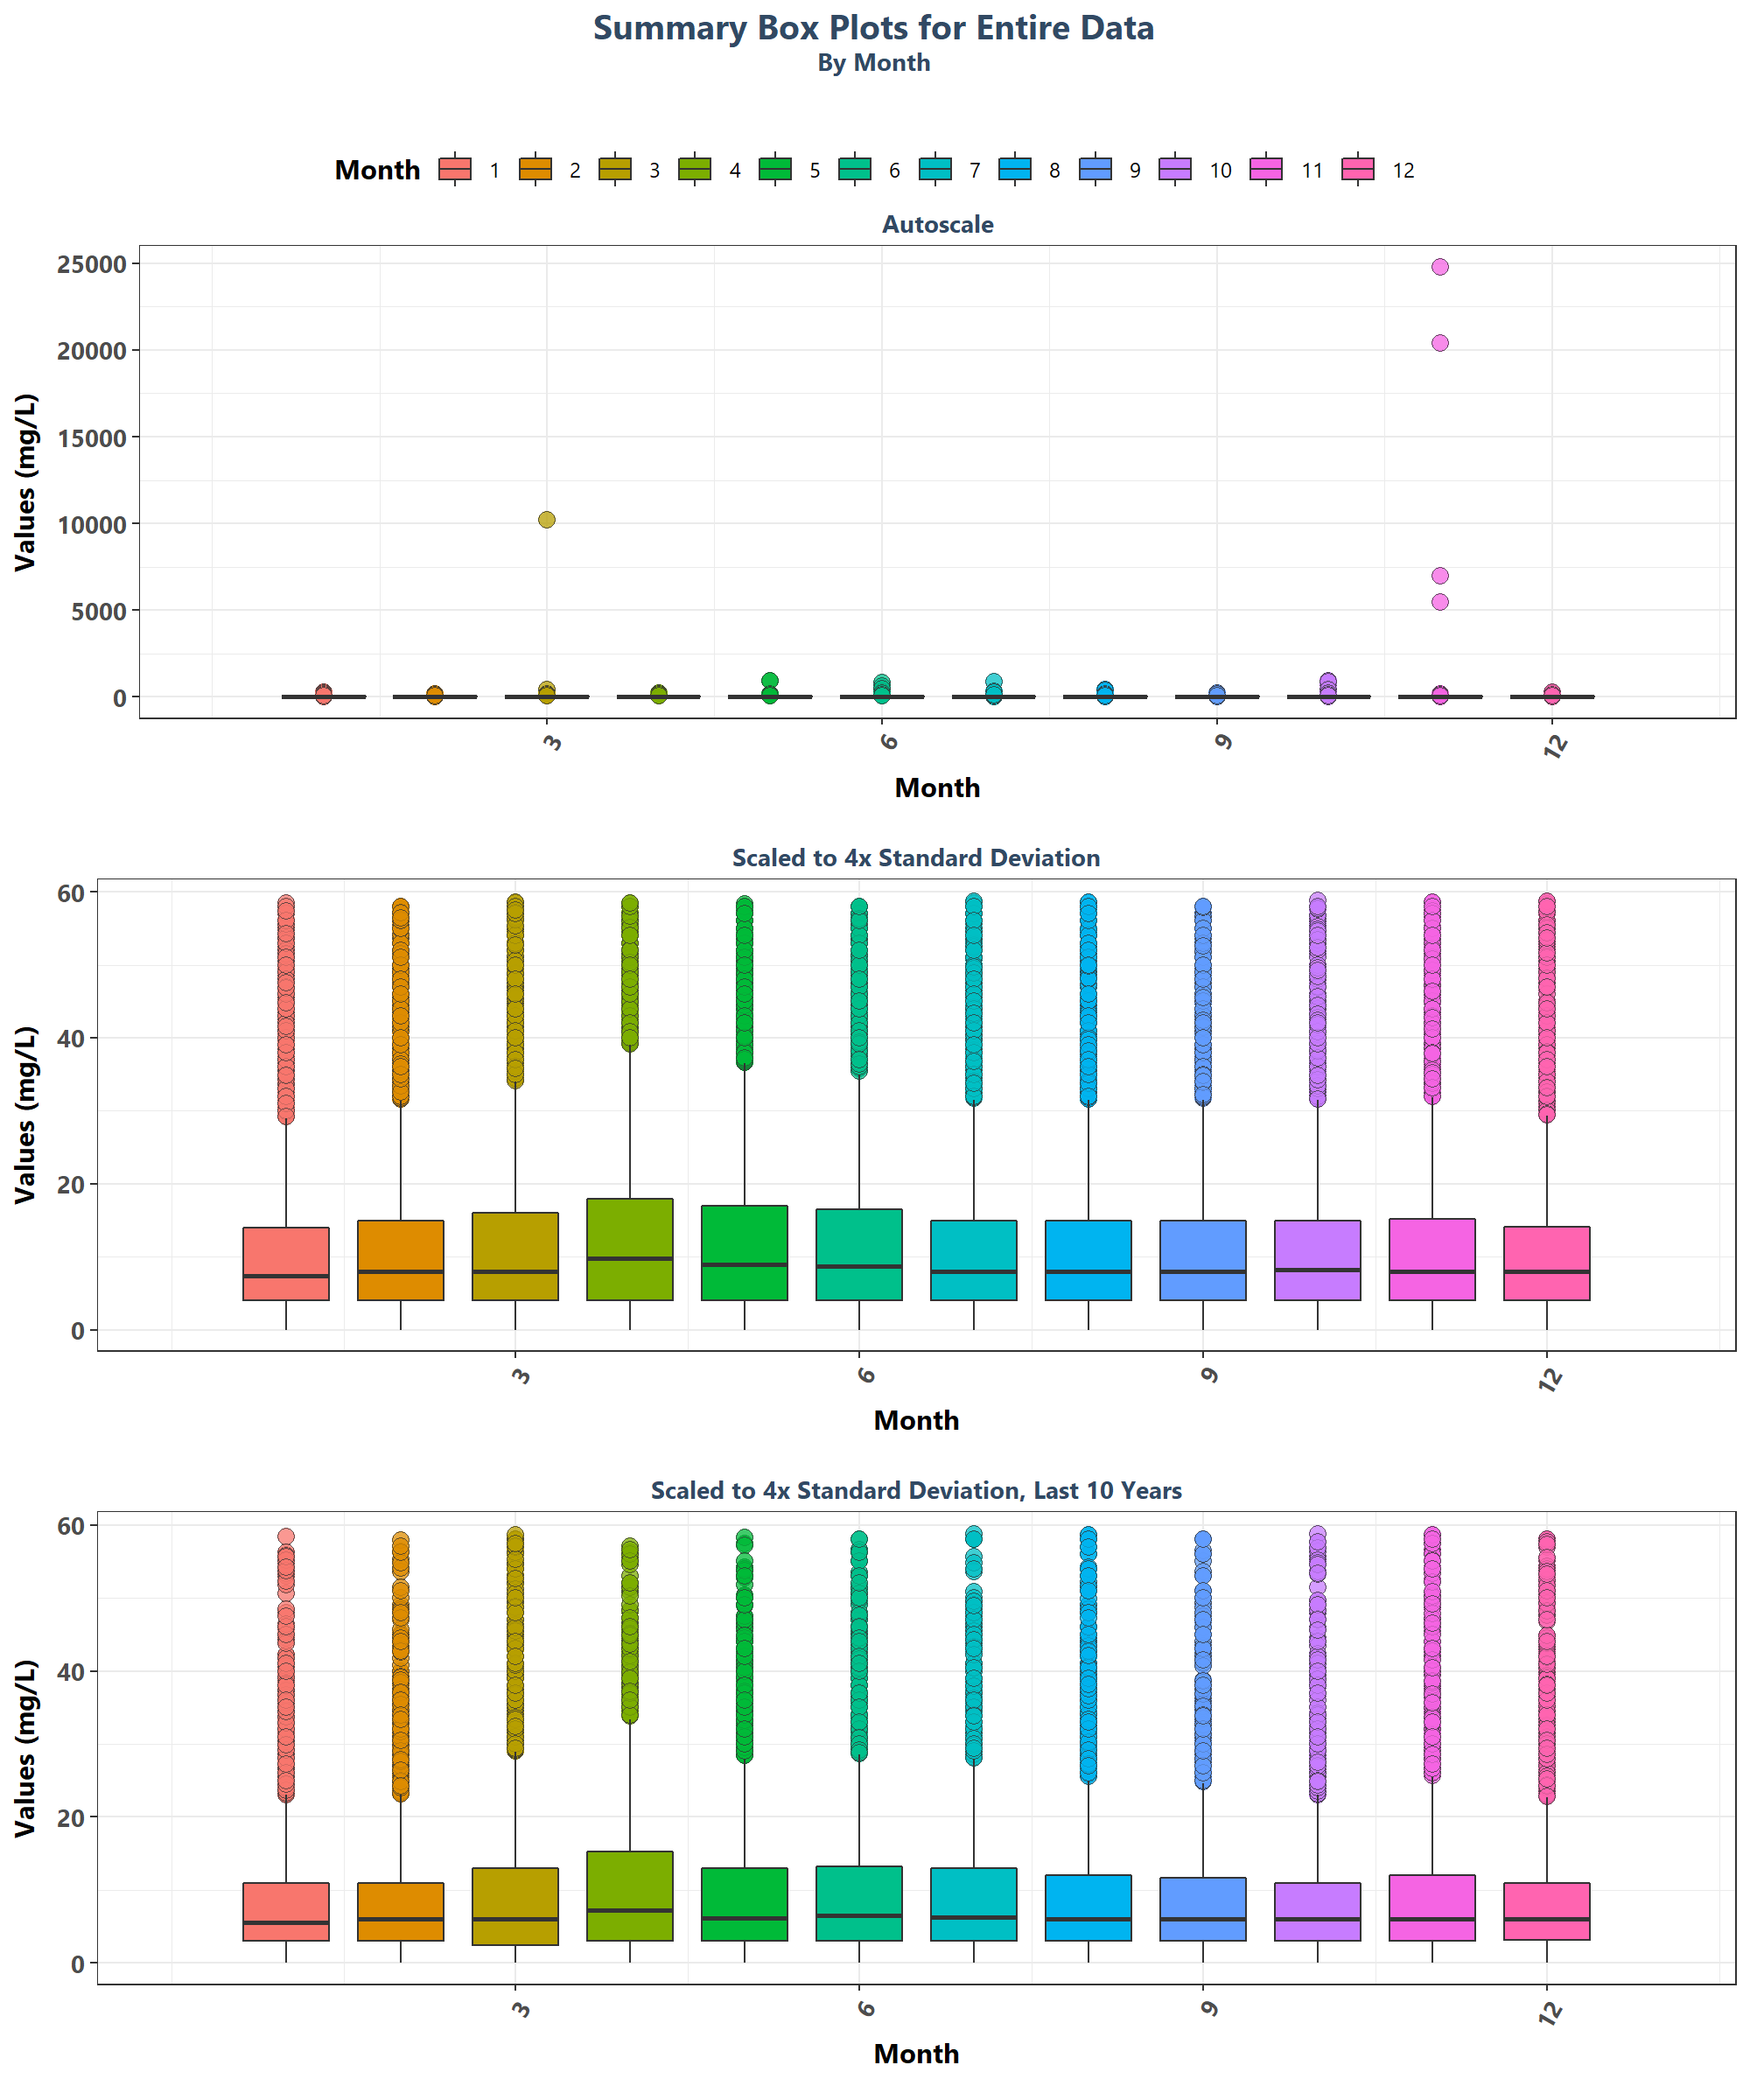 Summary Box Plots for Entire Data
By Month
Month 1 2 3 4 5 6 7 8 9 10 11 12
Autoscale
Values (mg/L)
25000
20000
15000
10000
5000
0
3 6 9 12
Month
Scaled to 4x Standard Deviation
Values (mg/L)
60
40
20
0
3 6 9 12
Month
Scaled to 4x Standard Deviation, Last 10 Years
Values (mg/L)
60
40
20
0
3 6 9 12
Month